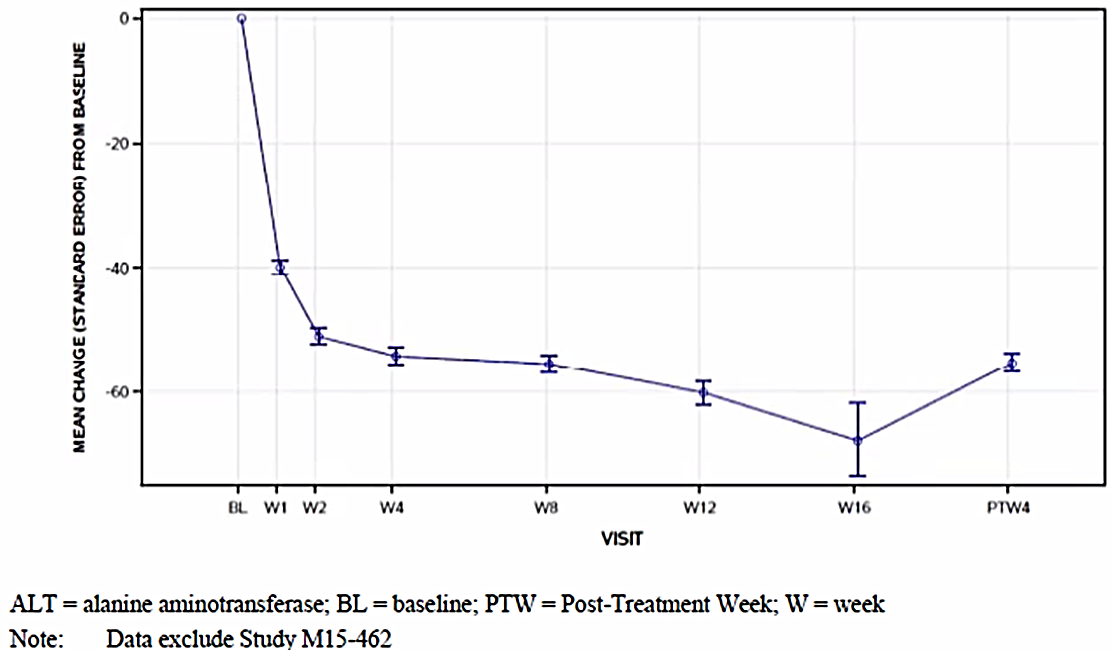 MEAN CHANGE (STANDARD ERROR) FROM BASELINE
0
-20
-40
-60
BL W1 W2 W4 W8 W12 W16 PTW4
VISIT
ALT = alanine aminotransferase; BL = baseline; PTW = Post-Treatment Week; W = week
Note: Data exclude Study M15-462